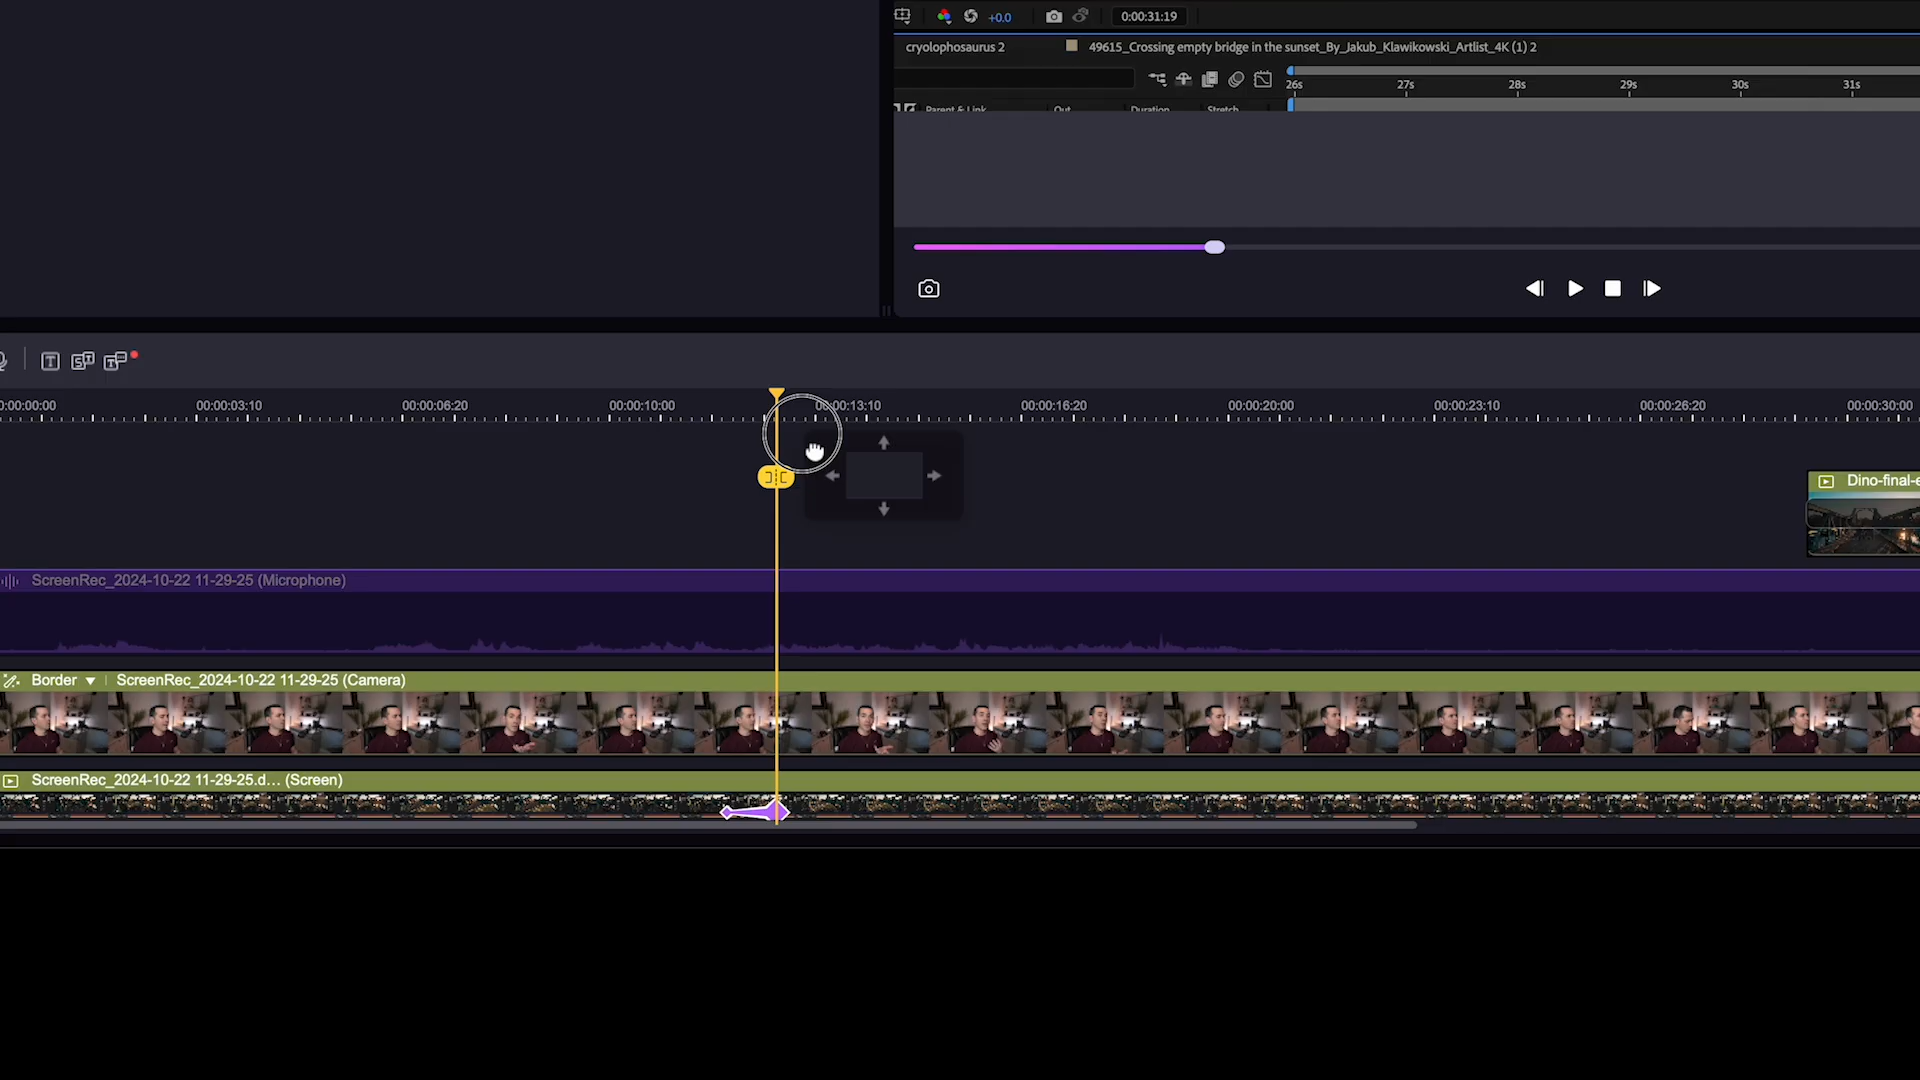 +0.0
0:00:31:19
cryolophosaurus 2
49615_Crossing empty bridge in the sunset_By_Jakub_Klawikowski_Artlist_4K (1) 2
26s 27s 28s 29s 30s 31s
Parent & Link Out Duration Stretch
0:00:00:00 00:00:03:10 00:00:06:20 00:00:10:00 00:00:13:10 00:00:16:20 00:00:20:00 00:00:23:10 00:00:26:20 00:00:30:00
Dino-final-e
ScreenRec_2024-10-22 11-29-25 (Microphone)
Border ScreenRec_2024-10-22 11-29-25 (Camera)
ScreenRec_2024-10-22 11-29-25.d... (Screen)